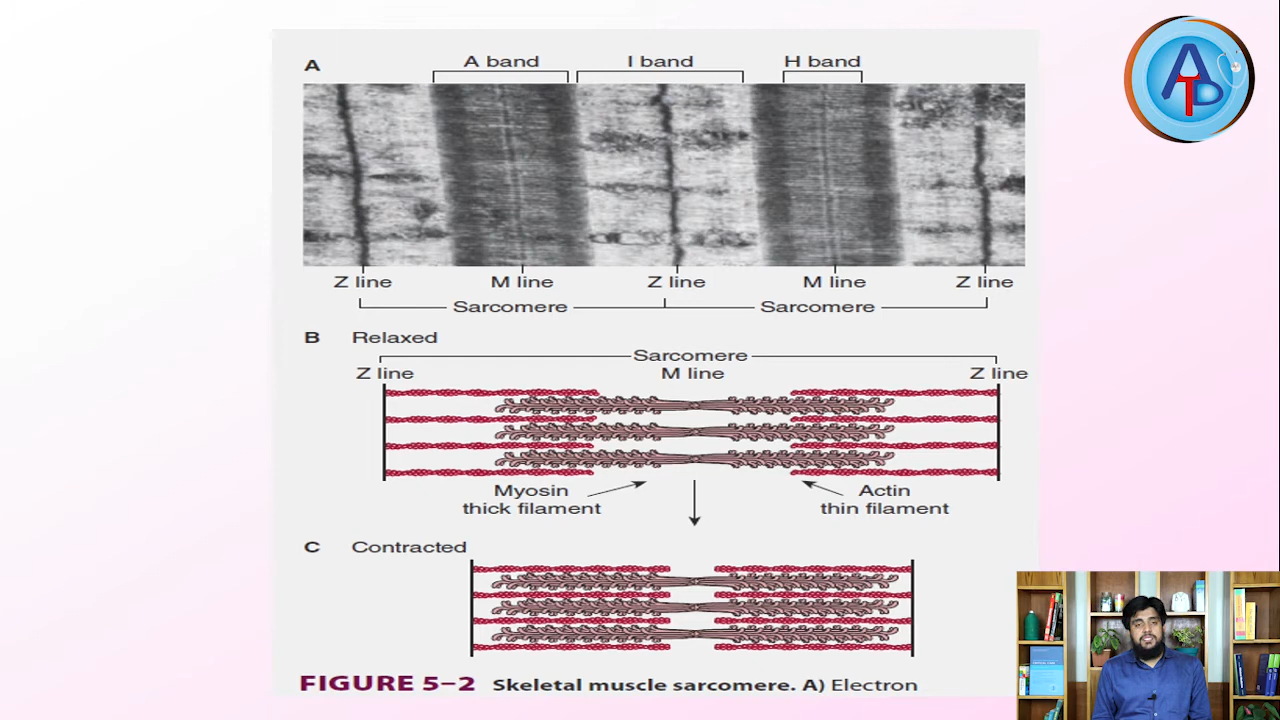 A
A band I band H band
Z line M line Z line M line Z line
Sarcomere Sarcomere
B Relaxed
Sarcomere
Z line M line Z line
Myosin Actin
thick filament thin filament
C Contracted
FIGURE 5–2 Skeletal muscle sarcomere. A) Electron
ATB